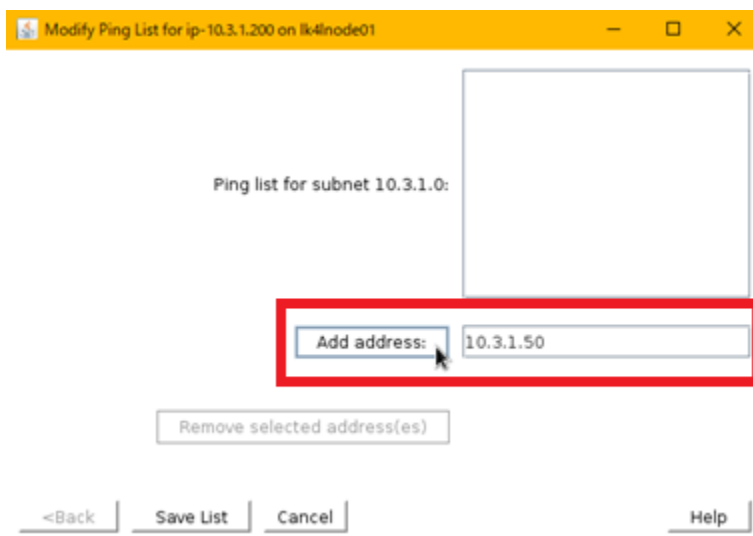 Modify Ping List for ip-10.3.1.200 on lk4lnode01
Ping list for subnet 10.3.1.0:
Add address: 10.3.1.50
Remove selected address(es)
<Back Save List Cancel Help